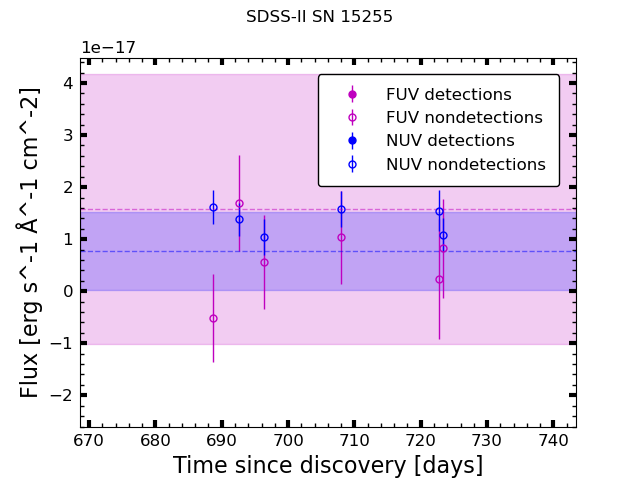 SDSS-II SN 15255
1e−17
FUV detections
FUV nondetections
NUV detections
NUV nondetections
4
3
2
1
0
−1
−2
Flux [erg s^-1 Å^-1 cm^-2]
670 680 690 700 710 720 730 740
Time since discovery [days]